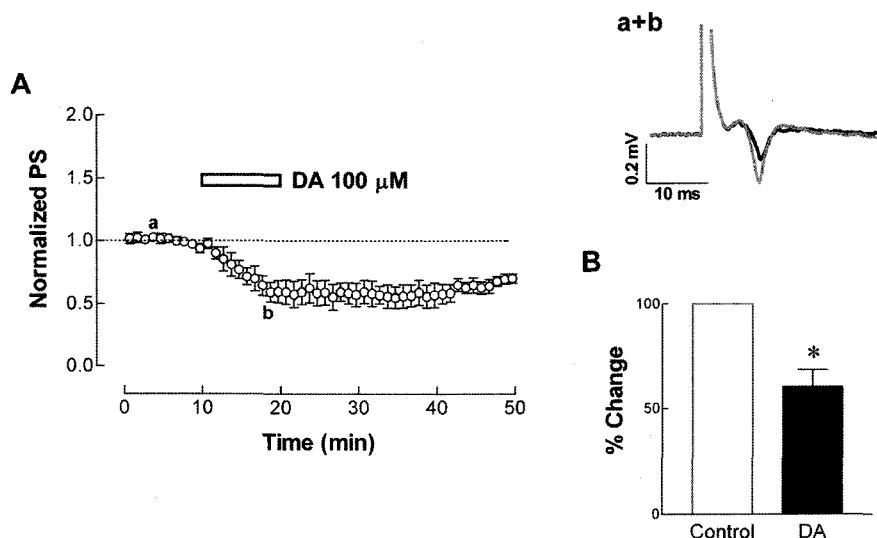 A
Normalized PS
2.0
1.5
1.0
0.5
0.0
a
b
DA 100 μM
0
10
20
30
40
50
Time (min)
a+b
0.2 mV
10 ms
B
% Change
100
50
0
*
Control
DA